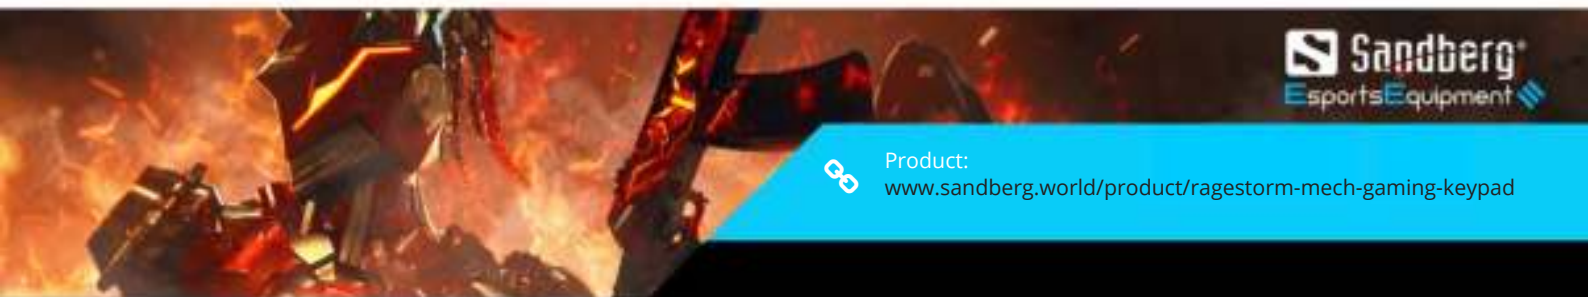 Sandberg
EsportsEquipment
Product:
www.sandberg.world/product/ragestorm-mech-gaming-keypad